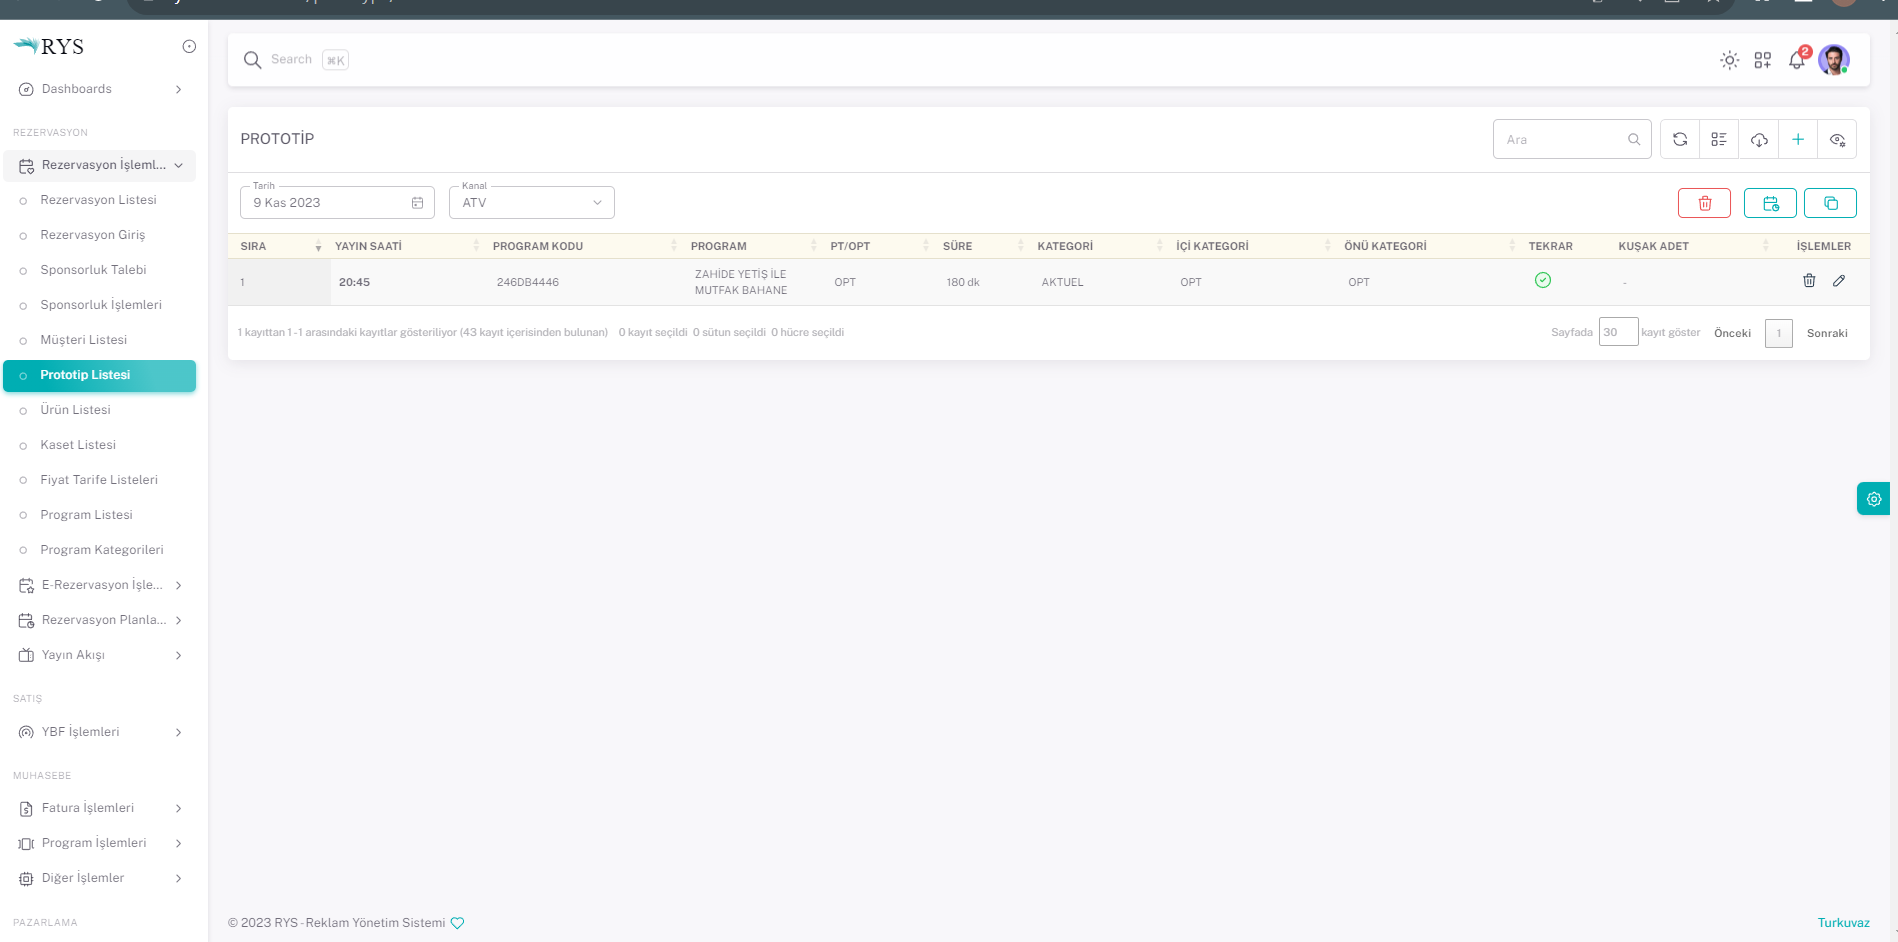 RYS
Search ⌘K
2
Dashboards
REZERVASYON
Rezervasyon İşleml...
Rezervasyon Listesi
Rezervasyon Giriş
Sponsorluk Talebi
Sponsorluk İşlemleri
Müşteri Listesi
Prototip Listesi
Ürün Listesi
Kaset Listesi
Fiyat Tarife Listeleri
Program Listesi
Program Kategorileri
E-Rezervasyon İşle...
Rezervasyon Planla...
Yayın Akışı
SATIŞ
YBF İşlemleri
MUHASEBE
Fatura İşlemleri
Program İşlemleri
Diğer İşlemler
PAZARLAMA
PROTOTİP
Ara
Tarih
9 Kas 2023
Kanal
ATV
SIRA YAYIN SAATİ PROGRAM KODU PROGRAM PT/OPT SÜRE KATEGORİ İÇİ KATEGORİ ÖNÜ KATEGORİ TEKRAR KUŞAK ADET İŞLEMLER
1 20:45 246DB4446 ZAHİDE YETİŞ İLE
MUTFAK BAHANE OPT 180 dk AKTUEL OPT OPT -
1 kayıttan 1 - 1 arasındaki kayıtlar gösteriliyor (43 kayıt içerisinden bulunan) 0 kayıt seçildi 0 sütun seçildi 0 hücre seçildi
Sayfada 30 kayıt göster Önceki 1 Sonraki
© 2023 RYS - Reklam Yönetim Sistemi
Turkuvaz